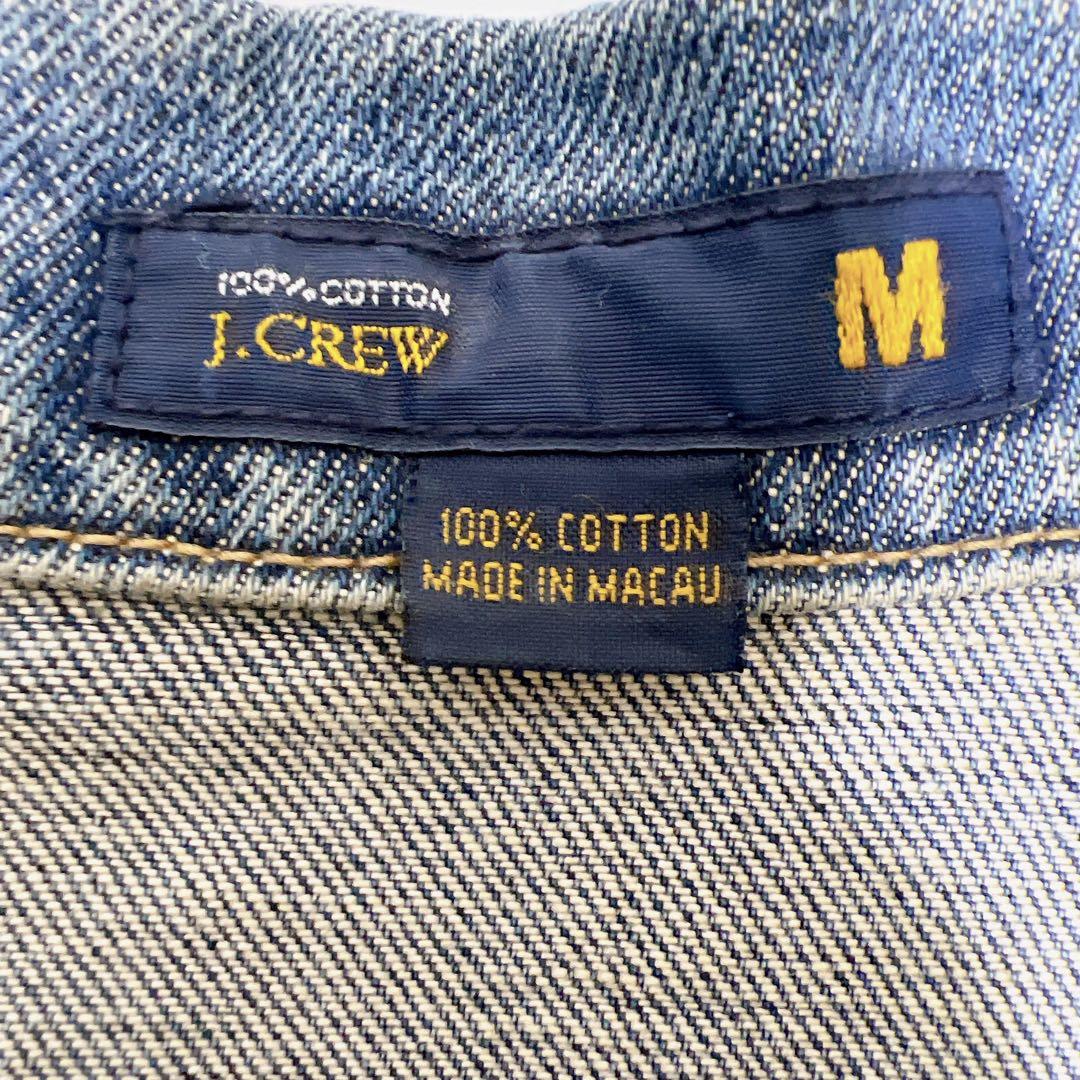 100% COTTON
J.CREW
M
100% COTTON
MADE IN MACAU